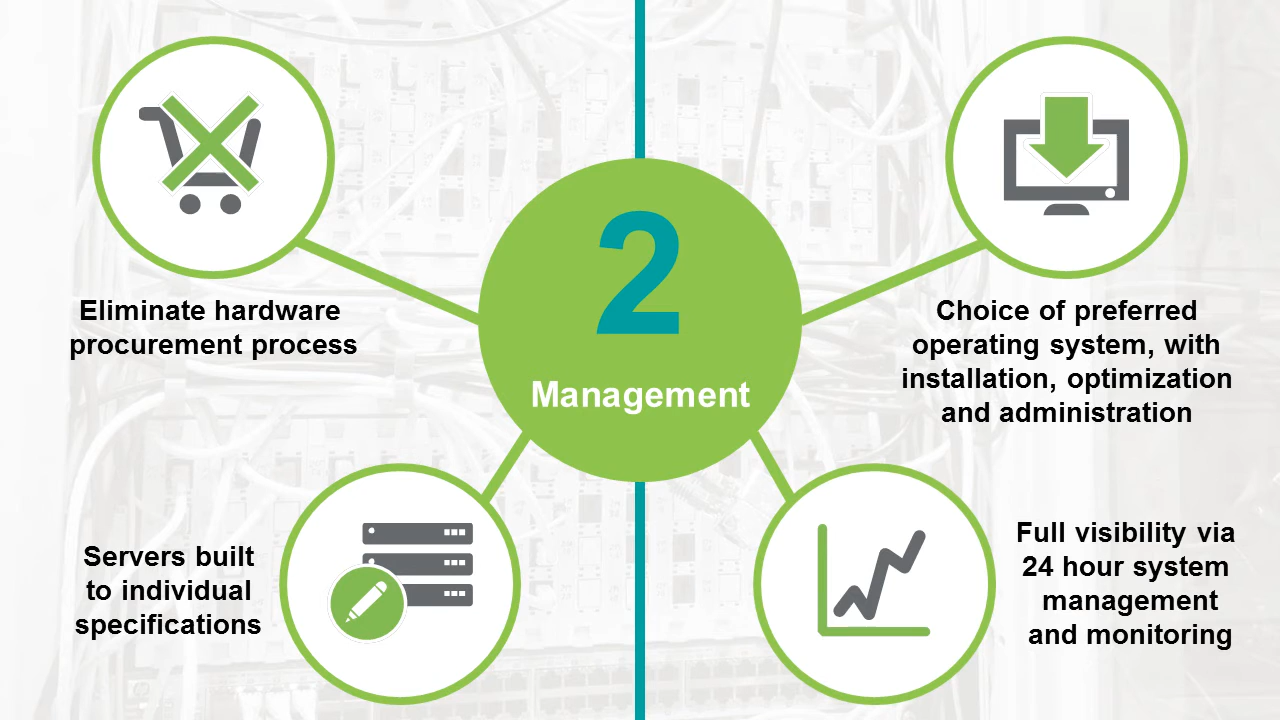 2
Management
Eliminate hardware
procurement process
Choice of preferred
operating system, with
installation, optimization
and administration
Servers built
to individual
specifications
Full visibility via
24 hour system
management
and monitoring